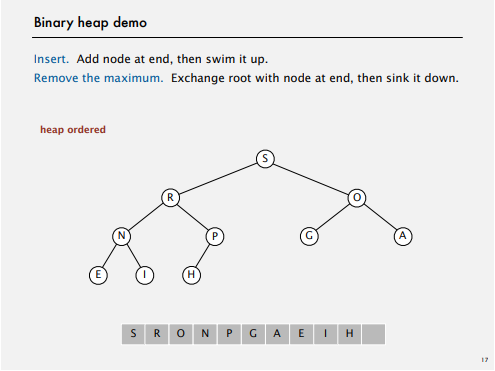 Binary heap demo
Insert. Add node at end, then swim it up.
Remove the maximum. Exchange root with node at end, then sink it down.
heap ordered
S
R O
N P G A
E I H
S R O N P G A E I H
17